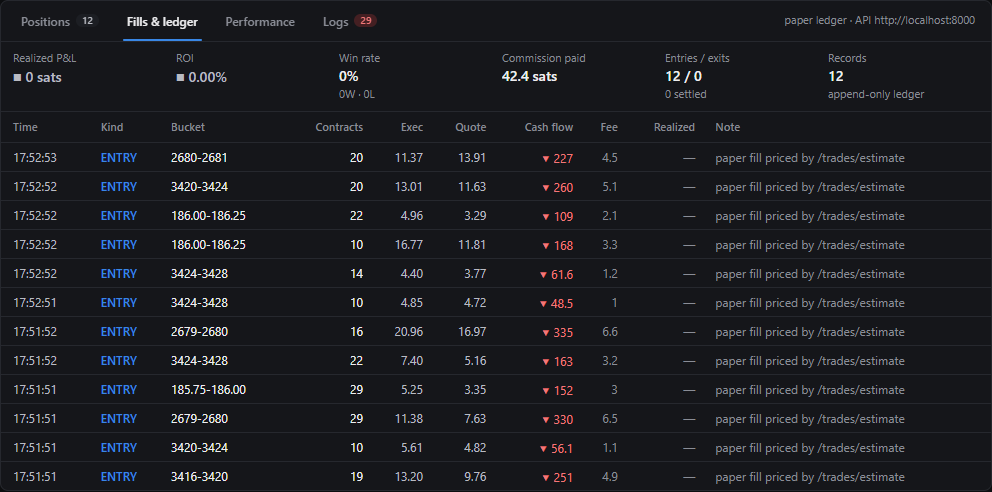 Positions 12 Fills & ledger Performance Logs 29 paper ledger · API http://localhost:8000
Realized P&L ROI Win rate Commission paid Entries / exits Records
■ 0 sats ■ 0.00% 0% 42.4 sats 12 / 0 12
0W · 0L 0 settled append-only ledger
Time Kind Bucket Contracts Exec Quote Cash flow Fee Realized Note
17:52:53 ENTRY 2680-2681 20 11.37 13.91 ▼ 227 4.5 — paper fill priced by /trades/estimate
17:52:52 ENTRY 3420-3424 20 13.01 11.63 ▼ 260 5.1 — paper fill priced by /trades/estimate
17:52:52 ENTRY 186.00-186.25 22 4.96 3.29 ▼ 109 2.1 — paper fill priced by /trades/estimate
17:52:52 ENTRY 186.00-186.25 10 16.77 11.81 ▼ 168 3.3 — paper fill priced by /trades/estimate
17:52:52 ENTRY 3424-3428 14 4.40 3.77 ▼ 61.6 1.2 — paper fill priced by /trades/estimate
17:52:51 ENTRY 3424-3428 10 4.85 4.72 ▼ 48.5 1 — paper fill priced by /trades/estimate
17:51:52 ENTRY 2679-2680 16 20.96 16.97 ▼ 335 6.6 — paper fill priced by /trades/estimate
17:51:52 ENTRY 3424-3428 22 7.40 5.16 ▼ 163 3.2 — paper fill priced by /trades/estimate
17:51:51 ENTRY 185.75-186.00 29 5.25 3.35 ▼ 152 3 — paper fill priced by /trades/estimate
17:51:51 ENTRY 2679-2680 29 11.38 7.63 ▼ 330 6.5 — paper fill priced by /trades/estimate
17:51:51 ENTRY 3420-3424 10 5.61 4.82 ▼ 56.1 1.1 — paper fill priced by /trades/estimate
17:51:51 ENTRY 3416-3420 19 13.20 9.76 ▼ 251 4.9 — paper fill priced by /trades/estimate